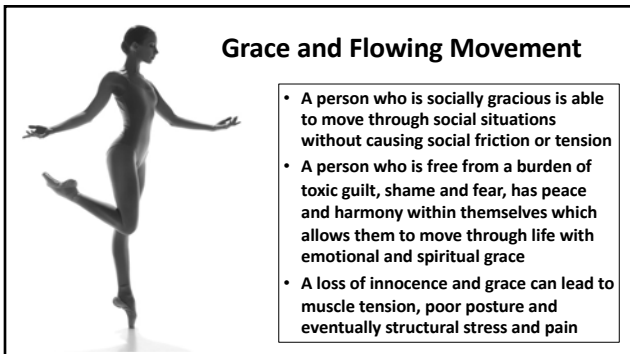 Grace and Flowing Movement
• A person who is socially gracious is able
to move through social situations
without causing social friction or tension
• A person who is free from a burden of
toxic guilt, shame and fear, has peace
and harmony within themselves which
allows them to move through life with
emotional and spiritual grace
• A loss of innocence and grace can lead to
muscle tension, poor posture and
eventually structural stress and pain